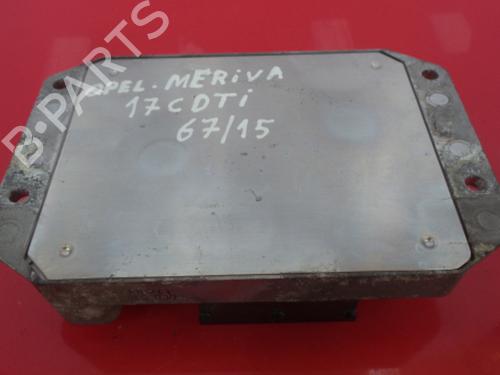 B-PARTS
OPEL. MERIVA
17 CDTi
67/15